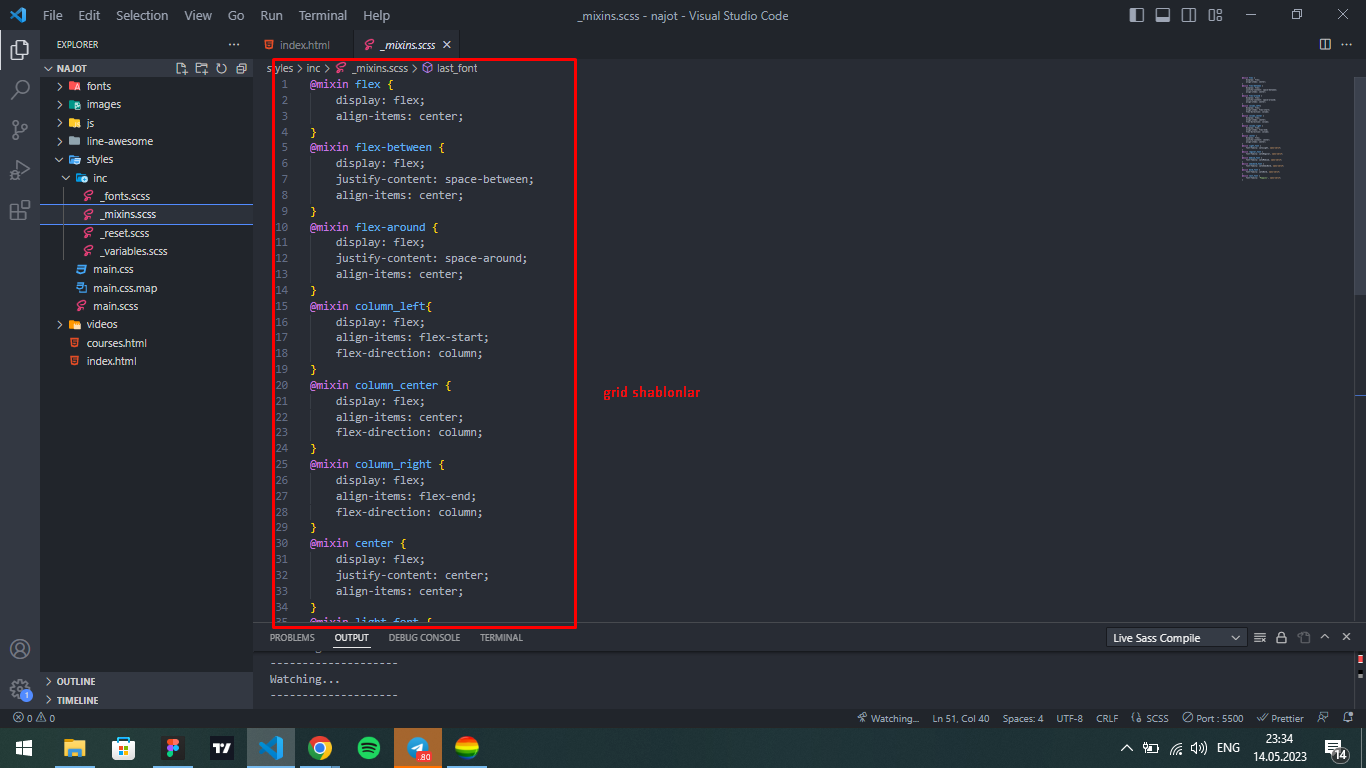 File Edit Selection View Go Run Terminal Help
_mixins.scss - najot - Visual Studio Code
EXPLORER
NAJOT
fonts
images
js
line-awesome
styles
inc
_fonts.scss
_mixins.scss
_reset.scss
_variables.scss
main.css
main.css.map
main.scss
videos
courses.html
index.html
OUTLINE
TIMELINE
index.html _mixins.scss
styles > inc > _mixins.scss > last_font
1 @mixin flex {
2 display: flex;
3 align-items: center;
4 }
5 @mixin flex-between {
6 display: flex;
7 justify-content: space-between;
8 align-items: center;
9 }
10 @mixin flex-around {
11 display: flex;
12 justify-content: space-around;
13 align-items: center;
14 }
15 @mixin column_left{
16 display: flex;
17 align-items: flex-start;
18 flex-direction: column;
19 }
20 @mixin column_center {
21 display: flex;
22 align-items: center;
23 flex-direction: column;
24 }
25 @mixin column_right {
26 display: flex;
27 align-items: flex-end;
28 flex-direction: column;
29 }
30 @mixin center {
31 display: flex;
32 justify-content: center;
33 align-items: center;
34 }
35 @mixin light_font {
grid shablonlar
PROBLEMS OUTPUT DEBUG CONSOLE TERMINAL
Live Sass Compile
--------------------
Watching...
--------------------
1
0 0
Watching... Ln 51, Col 40 Spaces: 4 UTF-8 CRLF SCSS Port : 5500 Prettier
80
ENG
23:34
14.05.2023
14